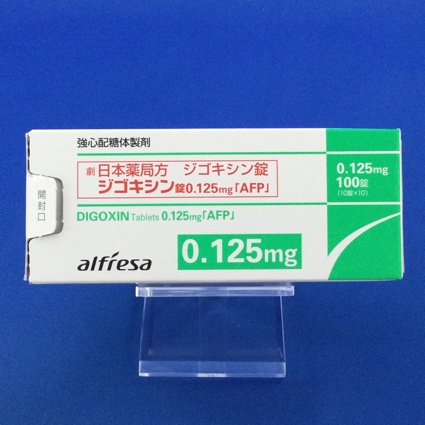 強心配糖体製剤
劇 日本薬局方 ジゴキシン錠
ジゴキシン錠0.125mg「AFP」
DIGOXIN Tablets 0.125mg「AFP」
0.125mg
100錠
(10錠×10)
開封口
alfresa
0.125mg